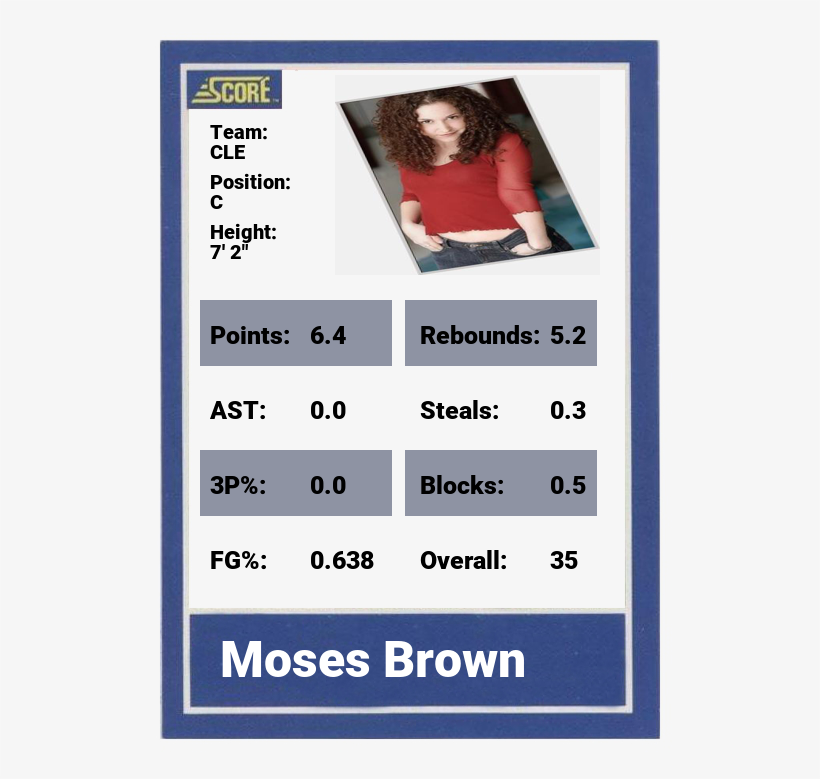 SCORE™
Team:
CLE
Position:
C
Height:
7' 2"
Points: 6.4 Rebounds: 5.2
AST: 0.0 Steals: 0.3
3P%: 0.0 Blocks: 0.5
FG%: 0.638 Overall: 35
Moses Brown